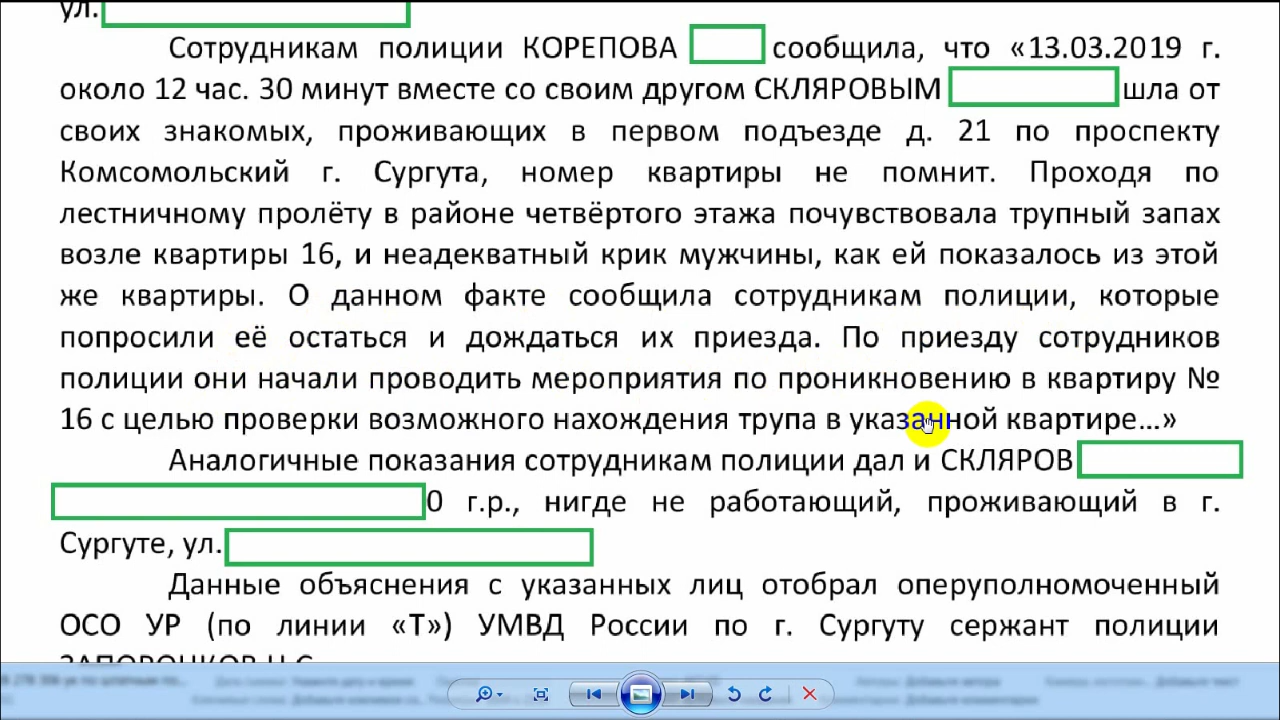 ул.
Сотрудникам полиции КОРЕПОВА сообщила, что «13.03.2019 г.
около 12 час. 30 минут вместе со своим другом СКЛЯРОВЫМ шла от
своих знакомых, проживающих в первом подъезде д. 21 по проспекту
Комсомольский г. Сургута, номер квартиры не помнит. Проходя по
лестничному пролёту в районе четвёртого этажа почувствовала трупный запах
возле квартиры 16, и неадекватный крик мужчины, как ей показалось из этой
же квартиры. О данном факте сообщила сотрудникам полиции, которые
попросили её остаться и дождаться их приезда. По приезду сотрудников
полиции они начали проводить мероприятия по проникновению в квартиру №
16 с целью проверки возможного нахождения трупа в указанной квартире…»
Аналогичные показания сотрудникам полиции дал и СКЛЯРОВ
0 г.р., нигде не работающий, проживающий в г.
Сургуте, ул.
Данные объяснения с указанных лиц отобрал оперуполномоченный
ОСО УР (по линии «Т») УМВД России по г. Сургуту сержант полиции